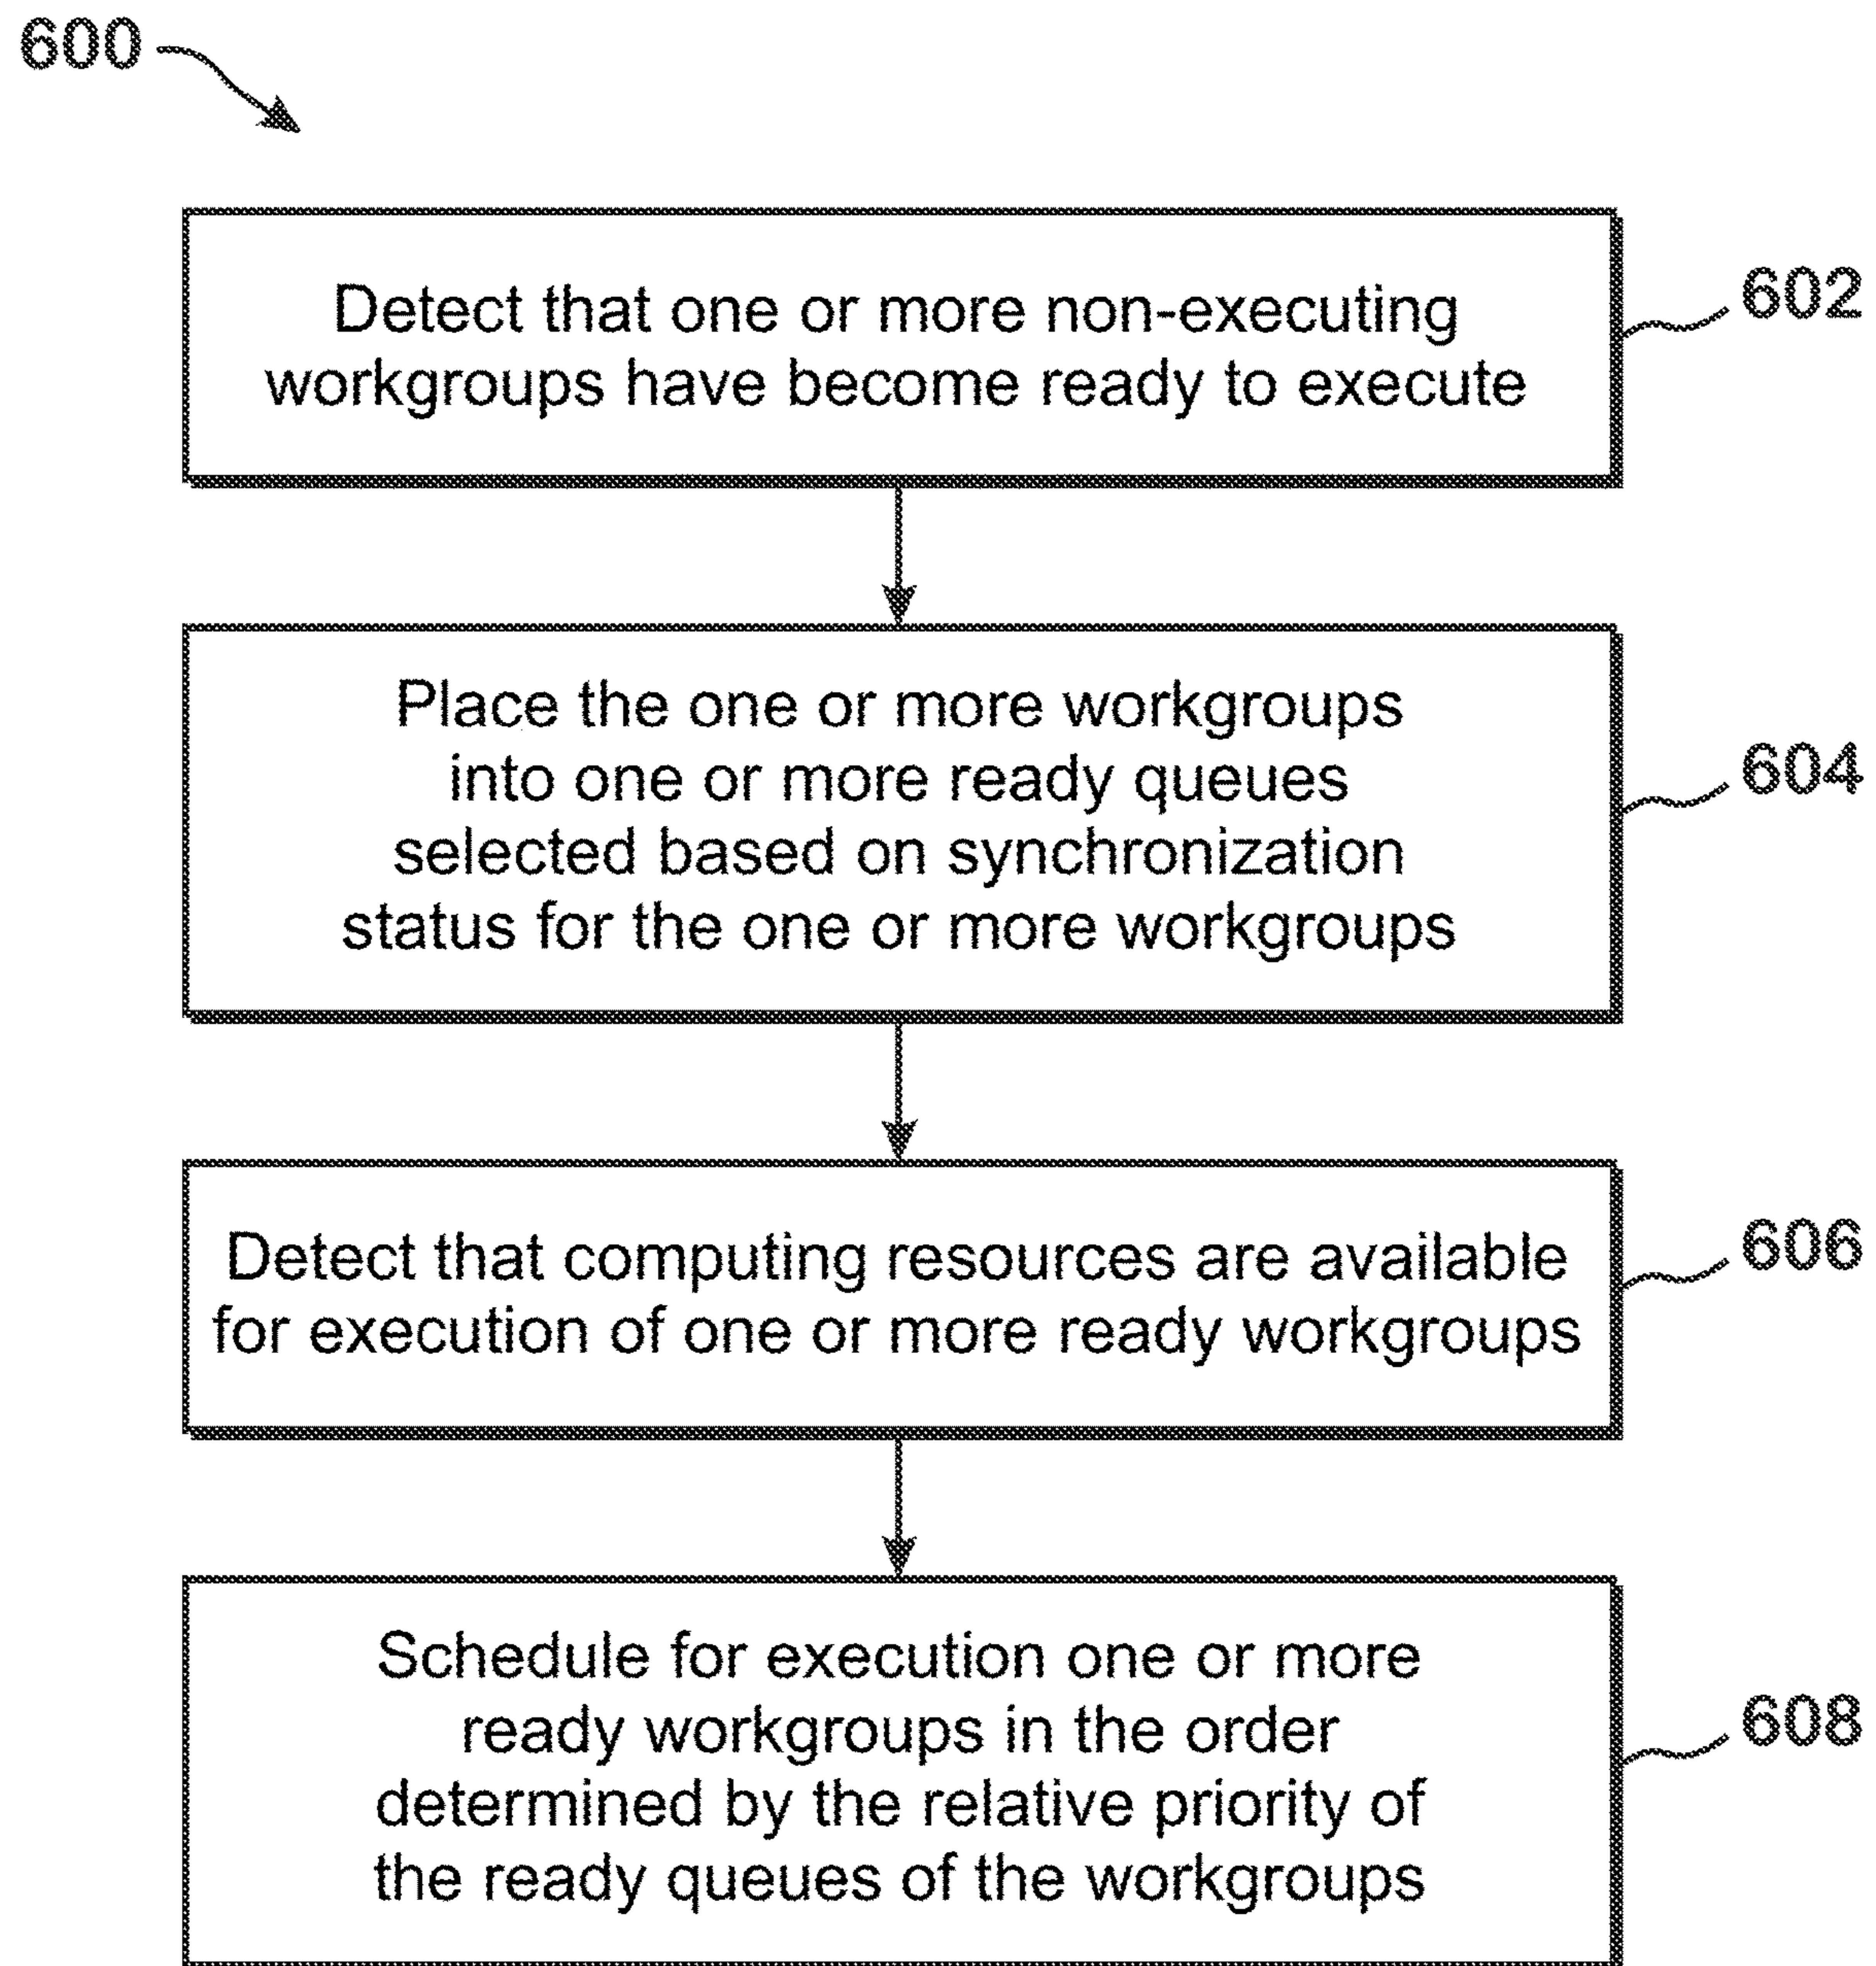 600
Detect that one or more non-executing
workgroups have become ready to execute
602
Place the one or more workgroups
into one or more ready queues
selected based on synchronization
status for the one or more workgroups
604
Detect that computing resources are available
for execution of one or more ready workgroups
606
Schedule for execution one or more
ready workgroups in the order
determined by the relative priority of
the ready queues of the workgroups
608